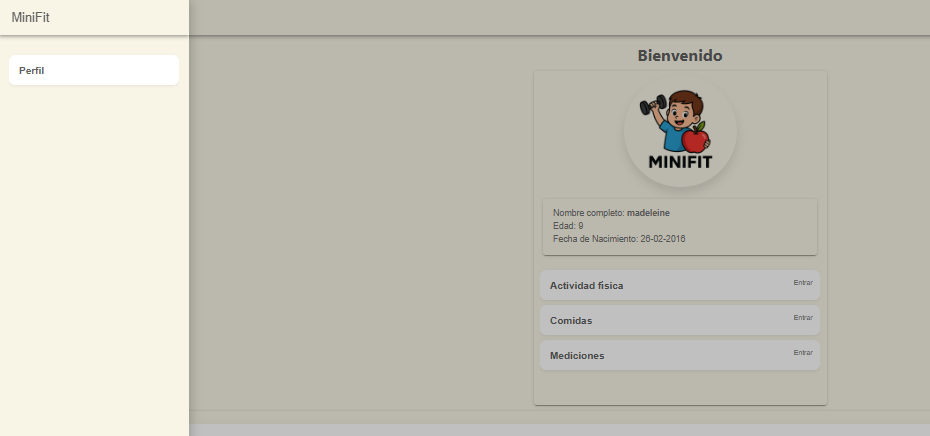 MiniFit
Perfil
Bienvenido
MINIFIT
Nombre completo: madeleine
Edad: 9
Fecha de Nacimiento: 26-02-2016
Actividad fisica
Entrar
Comidas
Entrar
Mediciones
Entrar